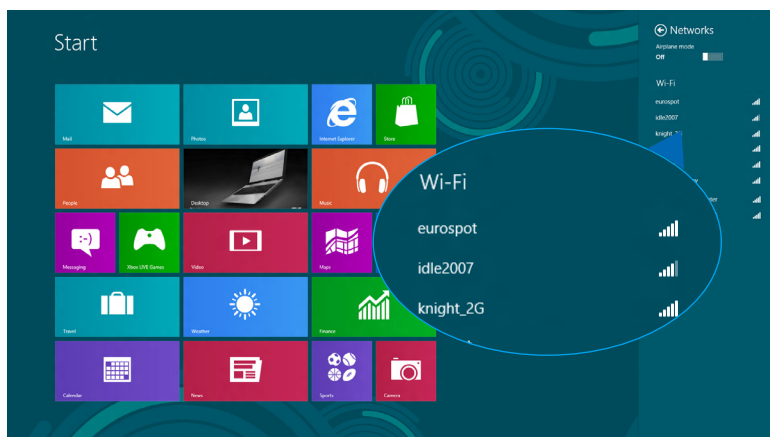 Start
Mail
Photos
Internet Explorer
Store
People
Desktop
Music
Messaging
Xbox LIVE Games
Video
Maps
Travel
Weather
Finance
Calendar
News
Sports
Camera
Networks
Airplane mode
Off
Wi-Fi
eurospot
idle2007
Wi-Fi
eurospot
idle2007
knight_2G